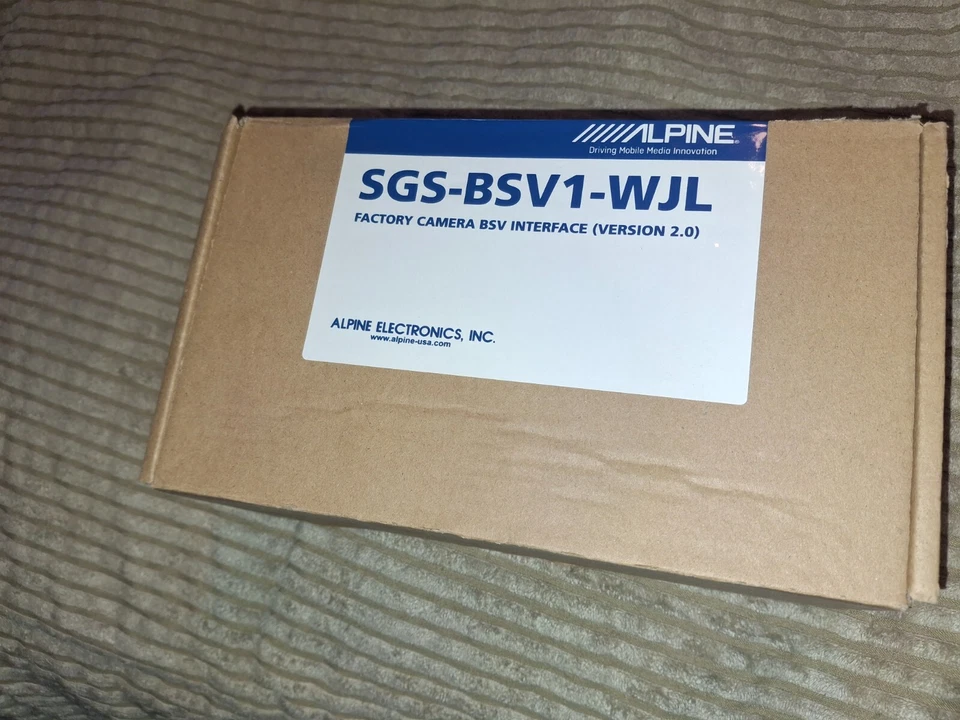 ALPINE
Driving Mobile Media Innovation
SGS-BSV1-WJL
FACTORY CAMERA BSV INTERFACE (VERSION 2.0)
ALPINE ELECTRONICS, INC.
www.alpine-usa.com